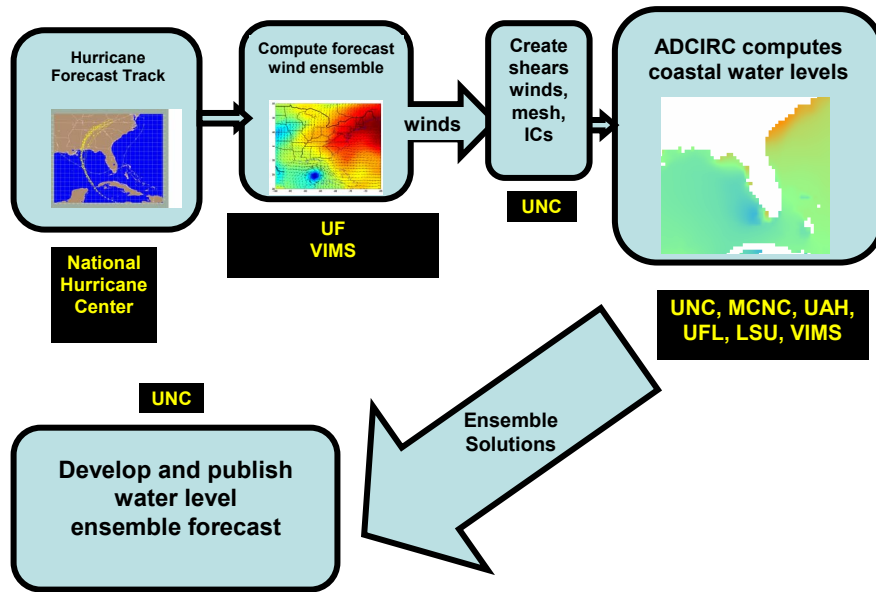 Hurricane
Forecast Track
National
Hurricane
Center
Compute forecast
wind ensemble
UF
VIMS
winds
Create
shears
winds,
mesh,
ICs
UNC
ADCIRC computes
coastal water levels
UNC, MCNC, UAH,
UFL, LSU, VIMS
Ensemble
Solutions
UNC
Develop and publish
water level
ensemble forecast